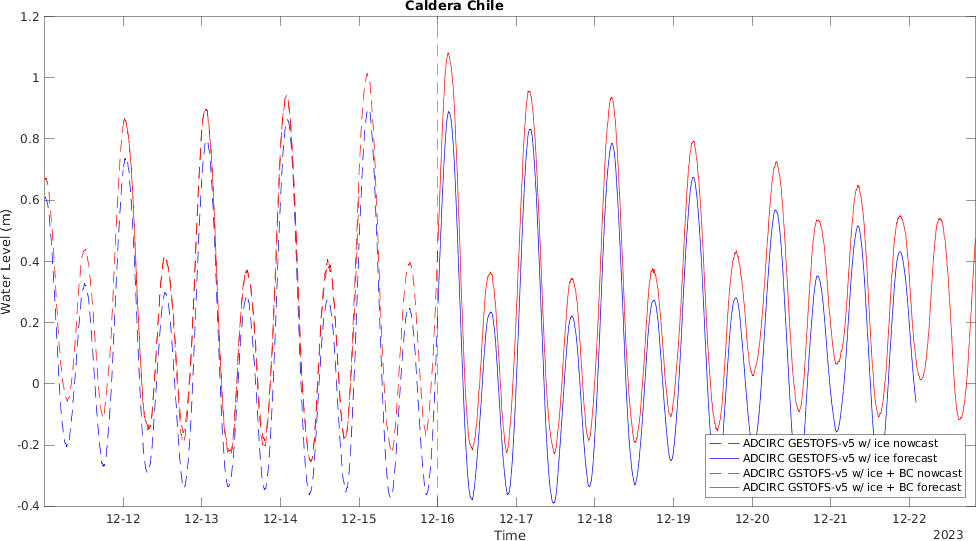 Caldera Chile
1.2
1
0.8
0.6
0.4
0.2
0
-0.2
-0.4
Water Level (m)
ADCIRC GESTOFS-v5 w/ ice nowcast
ADCIRC GESTOFS-v5 w/ ice forecast
ADCIRC GSTOFS-v5 w/ ice + BC nowcast
ADCIRC GSTOFS-v5 w/ ice + BC forecast
12-12 12-13 12-14 12-15 12-16 12-17 12-18 12-19 12-20 12-21 12-22
Time
2023